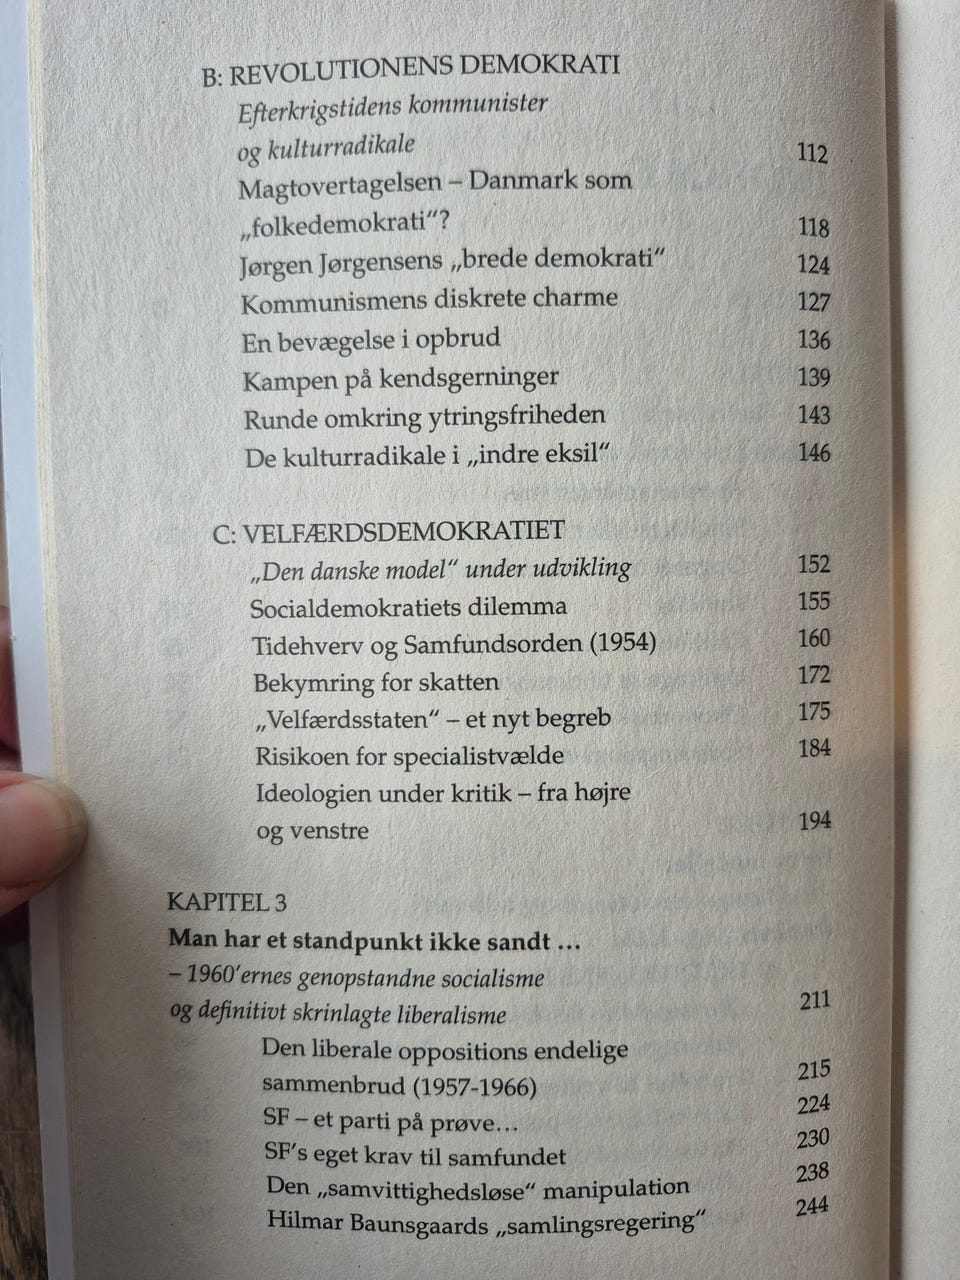 B: REVOLUTIONENS DEMOKRATI
Efterkrigstidens kommunister
og kulturradikale 112
Magtovertagelsen – Danmark som
„folkedemokrati“? 118
Jørgen Jørgensens „brede demokrati“ 124
Kommunismens diskrete charme 127
En bevægelse i opbrud 136
Kampen på kendsgerninger 139
Runde omkring ytringsfriheden 143
De kulturradikale i „indre eksil“ 146
C: VELFÆRDSDEMOKRATIET
„Den danske model“ under udvikling 152
Socialdemokratiets dilemma 155
Tidehverv og Samfundsorden (1954) 160
Bekymring for skatten 172
„Velfærdsstaten“ – et nyt begreb 175
Risikoen for specialistvælde 184
Ideologien under kritik – fra højre
og venstre 194
KAPITEL 3
Man har et standpunkt ikke sandt ...
– 1960'ernes genopstandne socialisme
og definitivt skrinlagte liberalisme 211
Den liberale oppositions endelige
sammenbrud (1957-1966) 215
SF – et parti på prøve... 224
SF's eget krav til samfundet 230
Den „samvittighedsløse“ manipulation 238
Hilmar Baunsgaards „samlingsregering“ 244